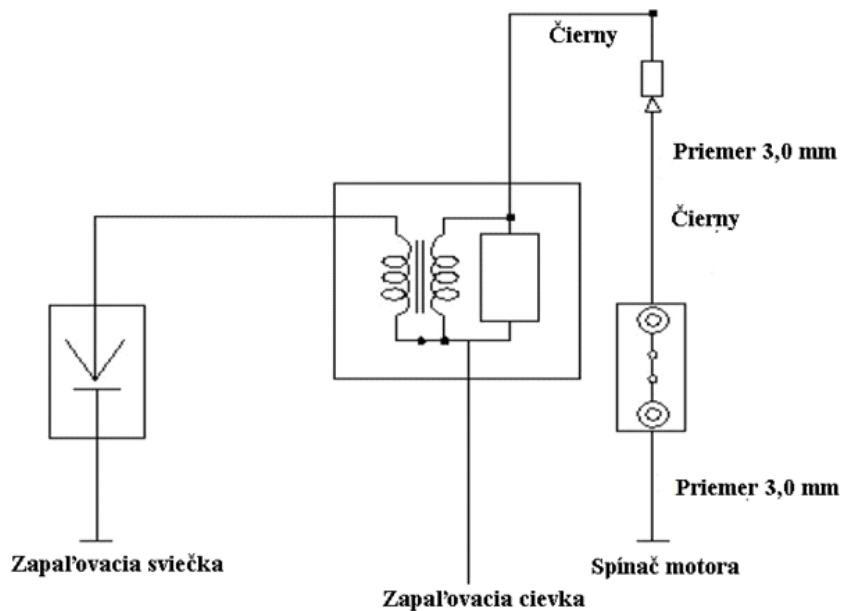 Čierny
Priemer 3,0 mm
Čierny
Priemer 3,0 mm
Zapaľovacia sviečka
Spínač motora
Zapaľovacia cievka